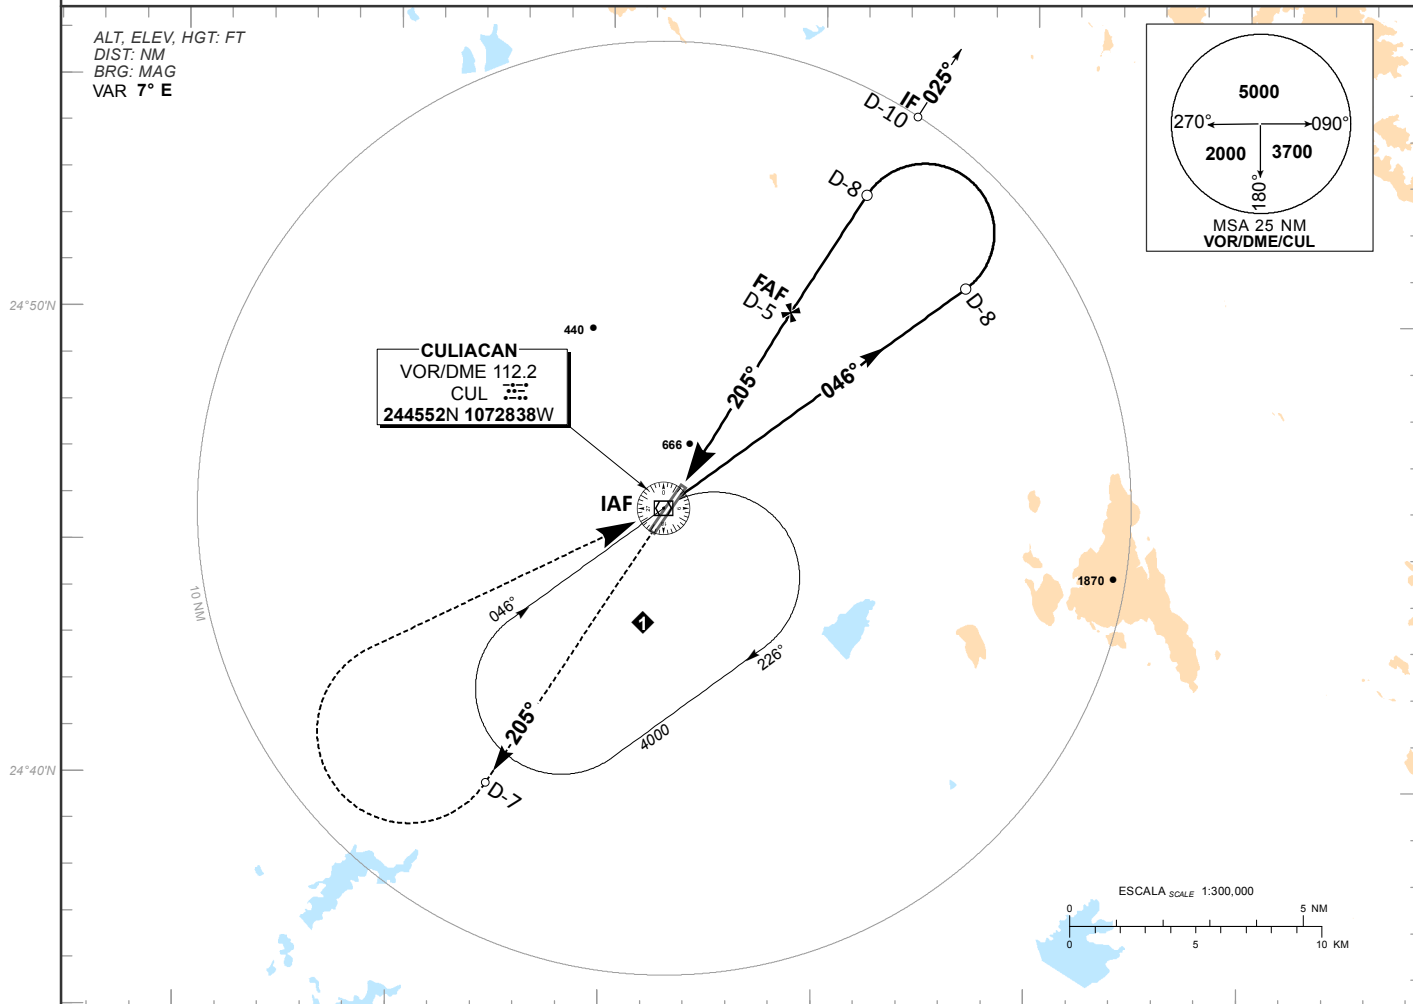 ALT, ELEV, HGT: FT
DIST: NM
BRG: MAG
VAR 7° E
IF
D-10
025°
5000
270°
090°
2000
3700
180°
MSA 25 NM
VOR/DME/CUL
D-8
FAF
D-5
D-8
24°50'N
440
CULIACAN
VOR/DME 112.2
CUL
244552N 1072838W
205°
046°
666
IAF
10 NM
1870
046°
1
226°
205°
4000
24°40'N
D-7
ESCALA SCALE 1:300,000
0 5 NM
0 5 10 KM